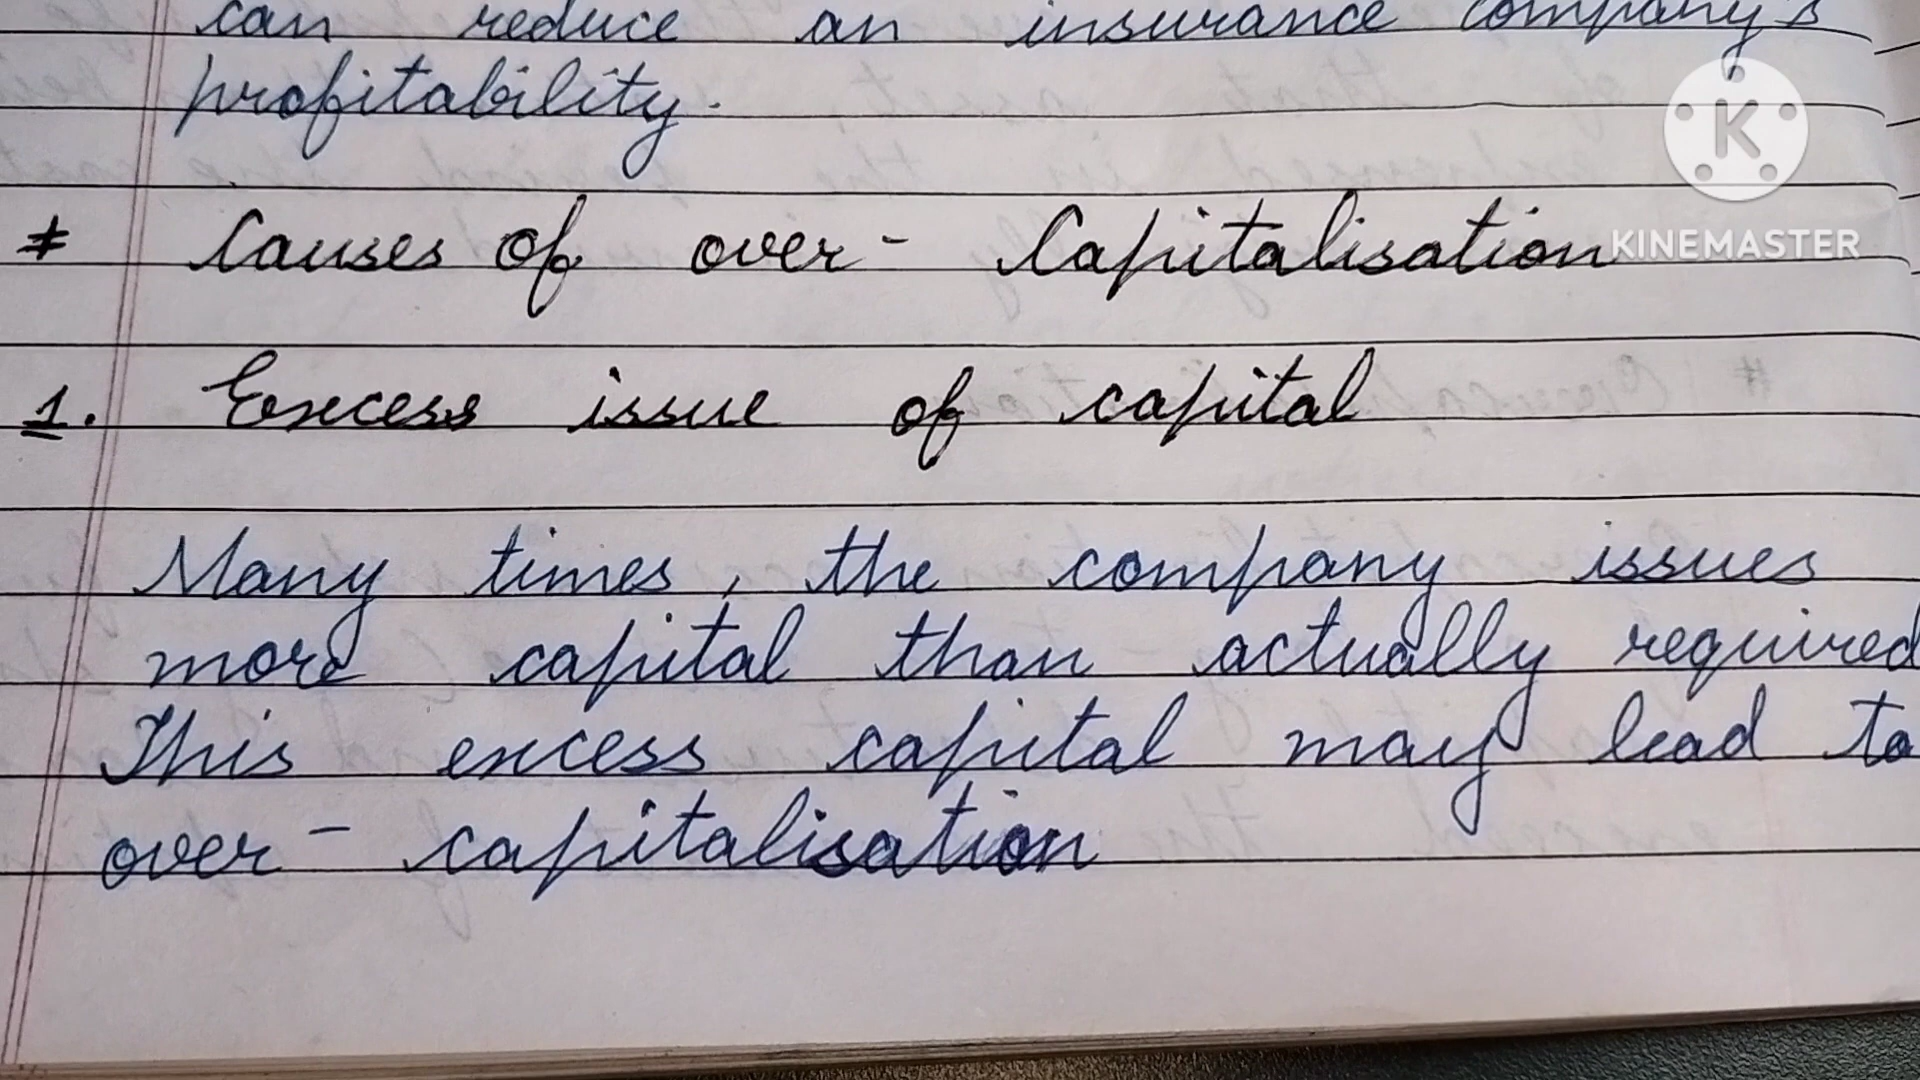 can reduce an insurance company's
profitability.
K
KINEMASTER
# Causes of over - Capitalisation
1. Excess issue of capital
Many times, the company issues
more capital than actually required
This excess capital may lead to
over - capitalisation